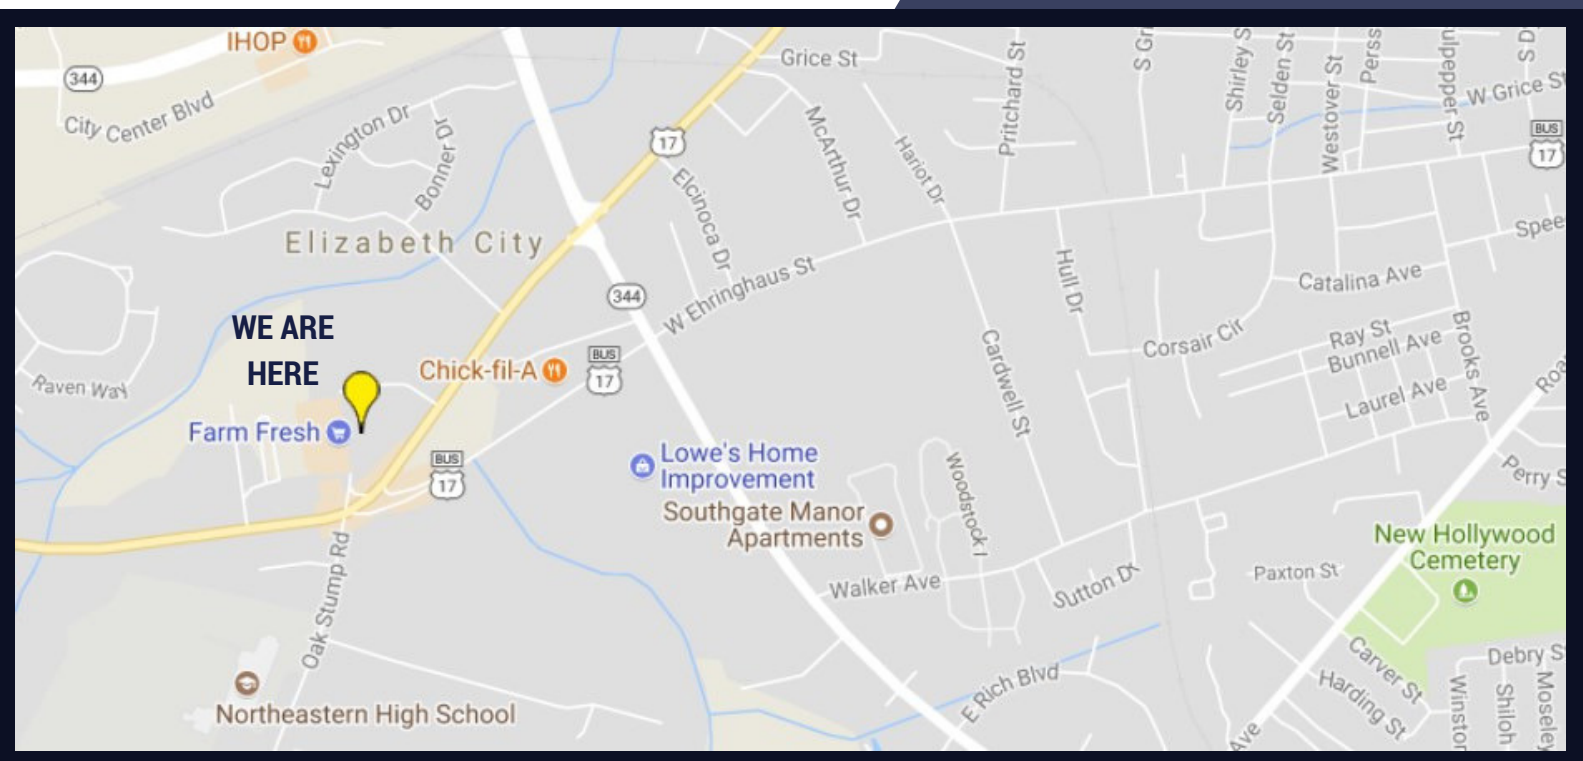 IHOP
344
City Center Blvd
Lexington Dr
Bonner Dr
Grice St
Pritchard St
S Gr
Shirley S
Selden St
Westover St
Perss
ulpepper St
S D
W Grice St
BUS
17
17
McArthur Dr
Hariot Dr
Elcinoca Dr
Elizabeth City
W Ehringhaus St
344
Hull Dr
Spee
Catalina Ave
WE ARE
HERE
Corsair Cir
Ray St
Bunnell Ave
Brooks Ave
Laurel Ave
Roa
Raven Way
Chick-fil-A
BUS
17
Cardwell St
Farm Fresh
BUS
17
Lowe's Home
Improvement
Southgate Manor
Apartments
Woodstock
Perry S
New Hollywood
Cemetery
Walker Ave
Sutton Dr
Paxton St
Oak Stump Rd
Northeastern High School
E Rich Blvd
Carver St
Harding St
Debry S
Winston
Shiloh
Moseley
Ave